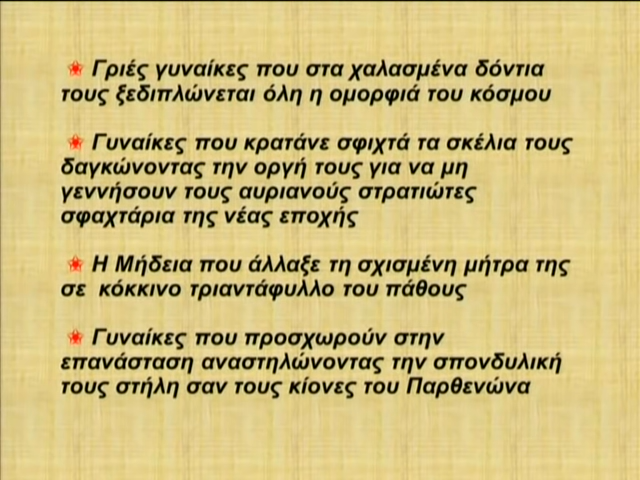 Γριές γυναίκες που στα χαλασμένα δόντια
τους ξεδιπλώνεται όλη η ομορφιά του κόσμου
Γυναίκες που κρατάνε σφιχτά τα σκέλια τους
δαγκώνοντας την οργή τους για να μη
γεννήσουν τους αυριανούς στρατιώτες
σφαχτάρια της νέας εποχής
Η Μήδεια που άλλαξε τη σχισμένη μήτρα της
σε κόκκινο τριαντάφυλλο του πάθους
Γυναίκες που προσχωρούν στην
επανάσταση αναστηλώνοντας την σπονδυλική
τους στήλη σαν τους κίονες του Παρθενώνα